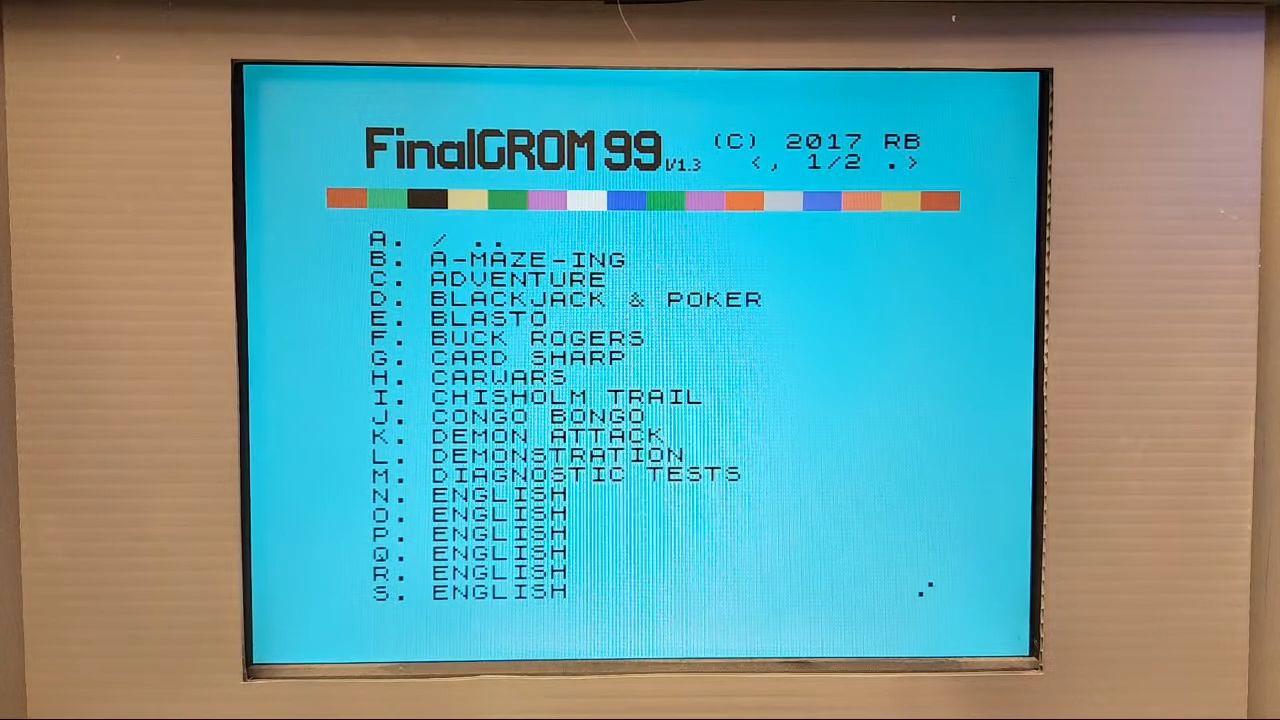 FinalGROM 99 V1.3 (C) 2017 RB
<, 1/2 .>
A. / ..
B. A-MAZE-ING
C. ADVENTURE
D. BLACKJACK & POKER
E. BLASTO
F. BUCK ROGERS
G. CARD SHARP
H. CARWARS
I. CHISHOLM TRAIL
J. CONGO BONGO
K. DEMON ATTACK
L. DEMONSTRATION
M. DIAGNOSTIC TESTS
N. ENGLISH
O. ENGLISH
P. ENGLISH
Q. ENGLISH
R. ENGLISH
S. ENGLISH